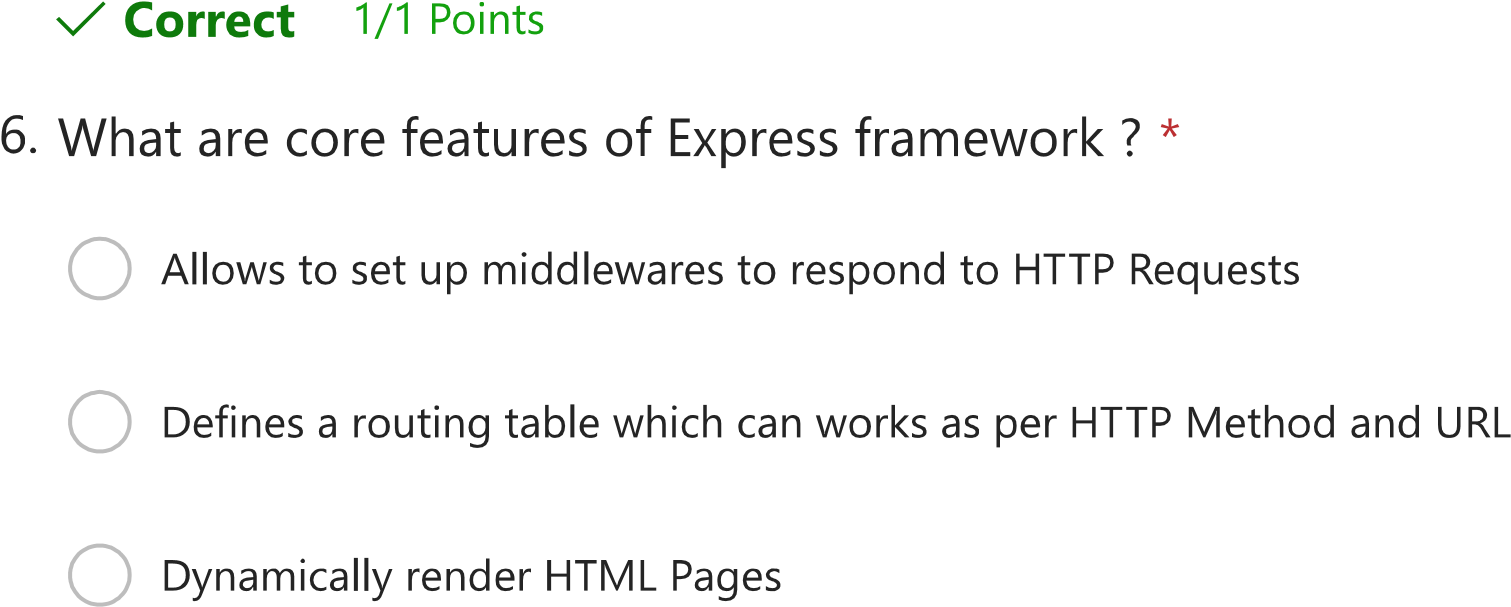 ✓ Correct 1/1 Points
6. What are core features of Express framework ? *
Allows to set up middlewares to respond to HTTP Requests
Defines a routing table which can works as per HTTP Method and URL
Dynamically render HTML Pages